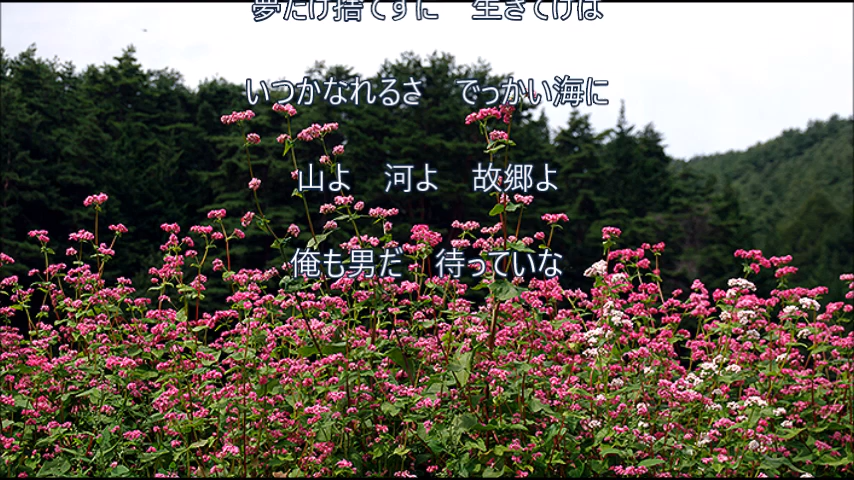 夢だけ捨てずに　生きてけば
いつかなれるさ　でっかい海に
山よ　河よ　故郷よ
俺も男だ　待っていな